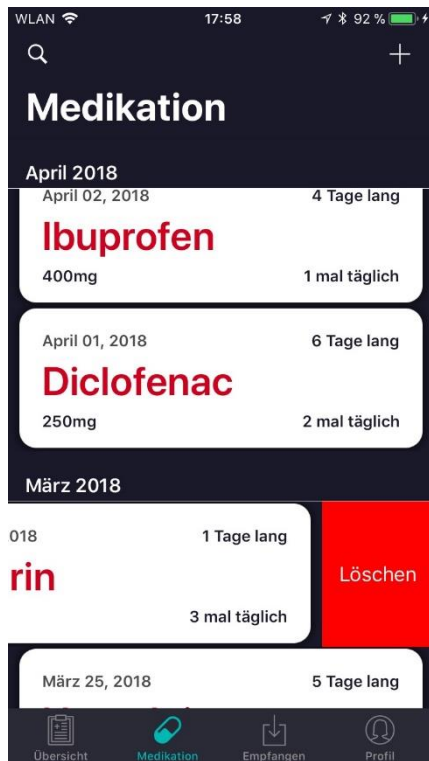 WLAN 17:58 92 %
Medikation
April 2018
April 02, 2018 4 Tage lang
Ibuprofen
400mg 1 mal täglich
April 01, 2018 6 Tage lang
Diclofenac
250mg 2 mal täglich
März 2018
018 1 Tage lang
rin
Löschen
3 mal täglich
März 25, 2018 5 Tage lang
Übersicht Medikation Empfangen Profil